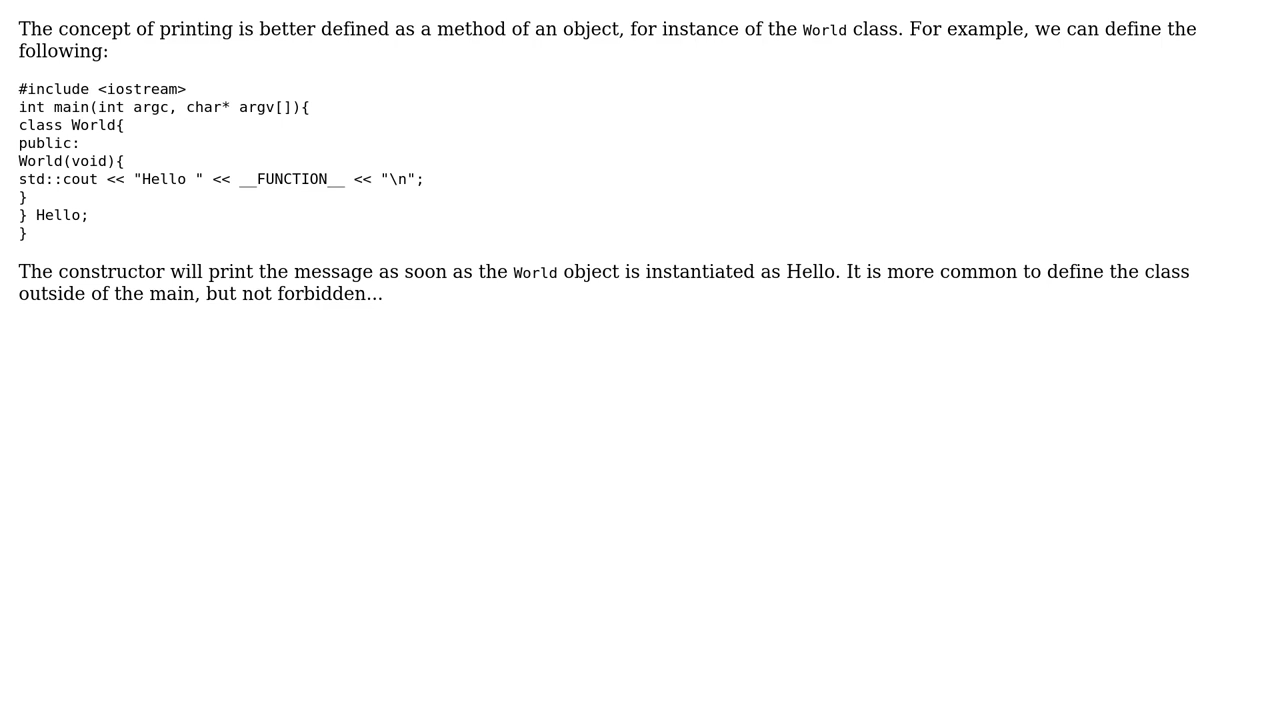 The concept of printing is better defined as a method of an object, for instance of the World class. For example, we can define the
following:
#include <iostream>
int main(int argc, char* argv[]){
class World{
public:
World(void){
std::cout << "Hello " << __FUNCTION__ << "\n";
}
} Hello;
}
The constructor will print the message as soon as the World object is instantiated as Hello. It is more common to define the class
outside of the main, but not forbidden...